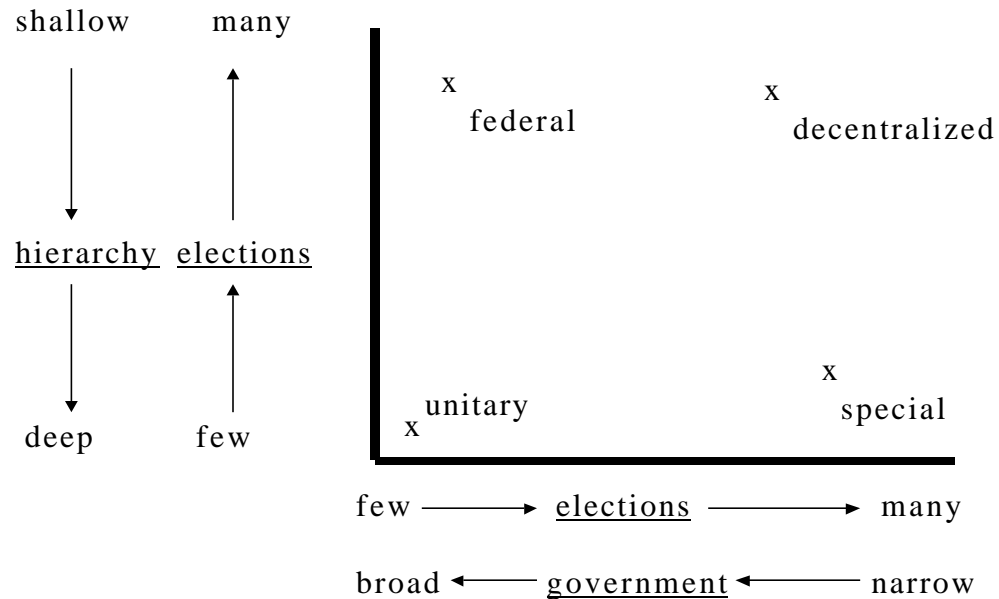 shallow many
x
x
federal
decentralized
hierarchy elections
x
unitary
special
x
deep few
few elections many
broad government narrow